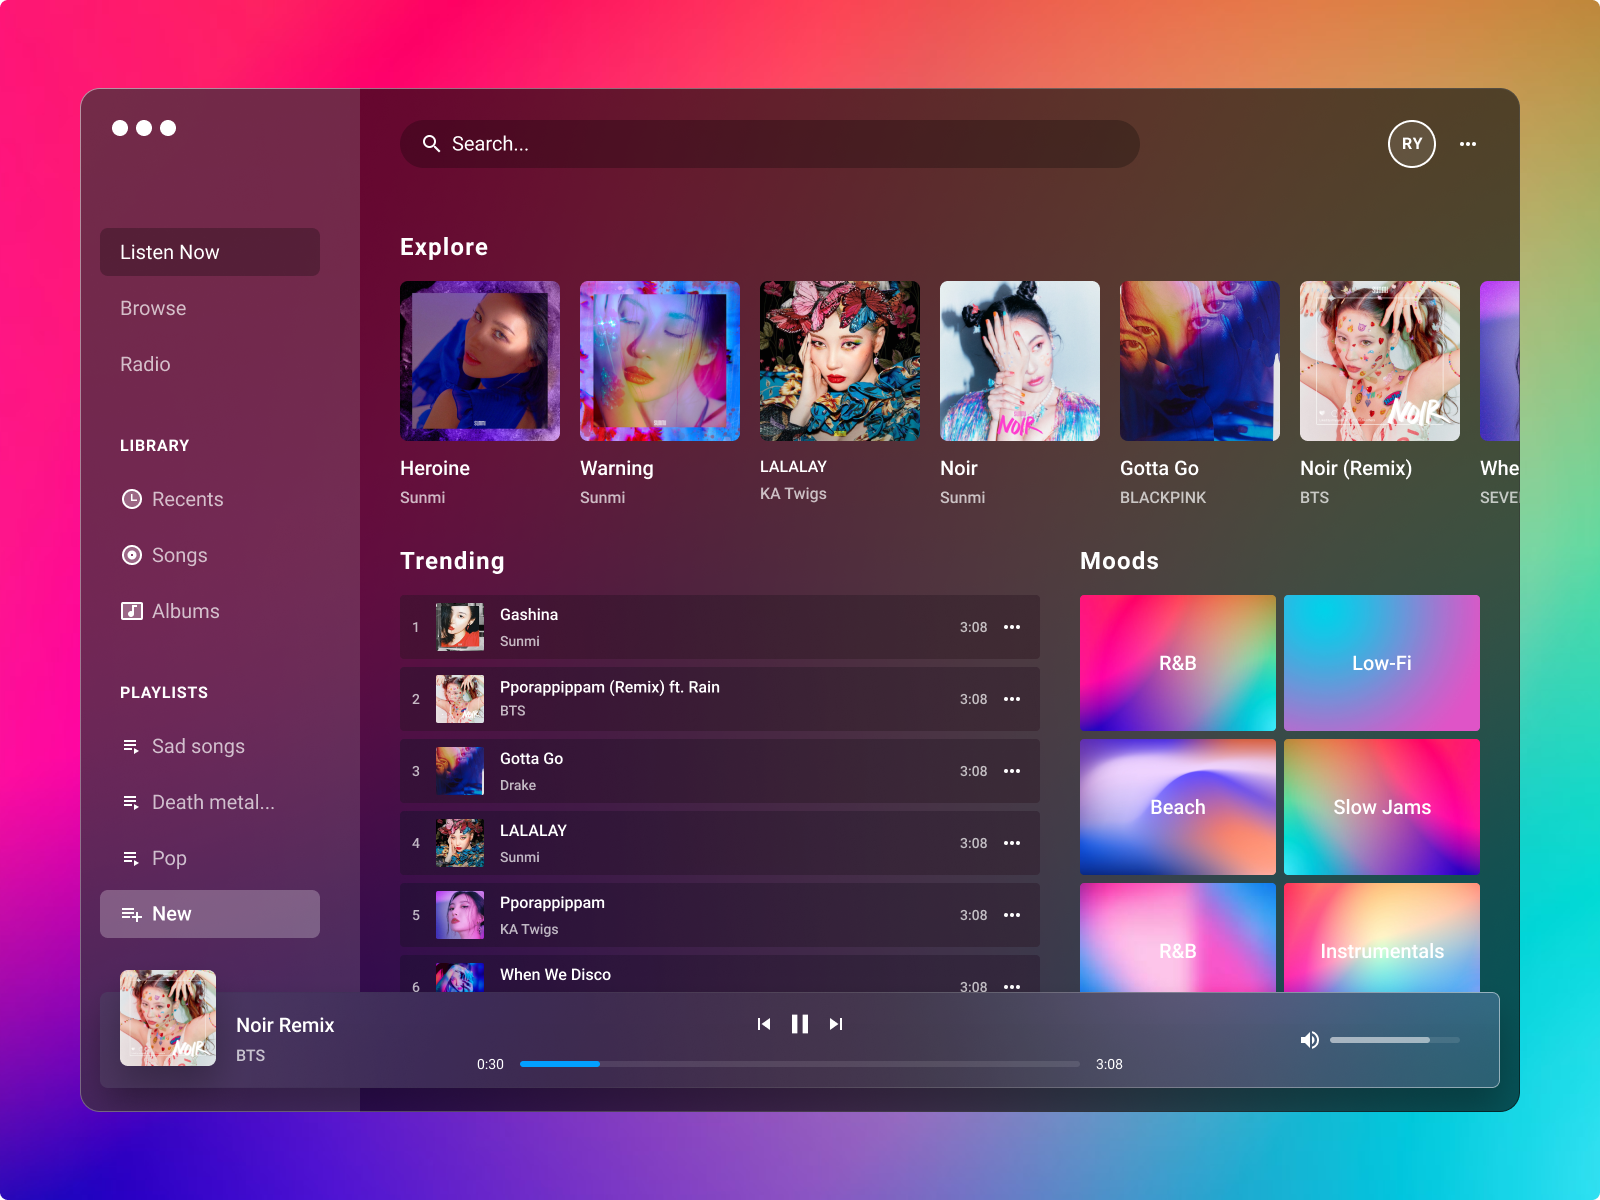 Search...
RY
Listen Now
Browse
Radio
LIBRARY
Recents
Songs
Albums
PLAYLISTS
Sad songs
Death metal...
Pop
New
Explore
NOIR
NOIR
Heroine
Sunmi
Warning
Sunmi
LALALAY
KA Twigs
Noir
Sunmi
Gotta Go
BLACKPINK
Noir (Remix)
BTS
Whe
SEVE
Trending
1
Gashina
Sunmi
3:08
2
Pporappippam (Remix) ft. Rain
BTS
3:08
3
Gotta Go
Drake
3:08
4
LALALAY
Sunmi
3:08
5
Pporappippam
KA Twigs
3:08
6
When We Disco
3:08
Moods
R&B
Low-Fi
Beach
Slow Jams
R&B
Instrumentals
NOIR
Noir Remix
BTS
0:30
3:08